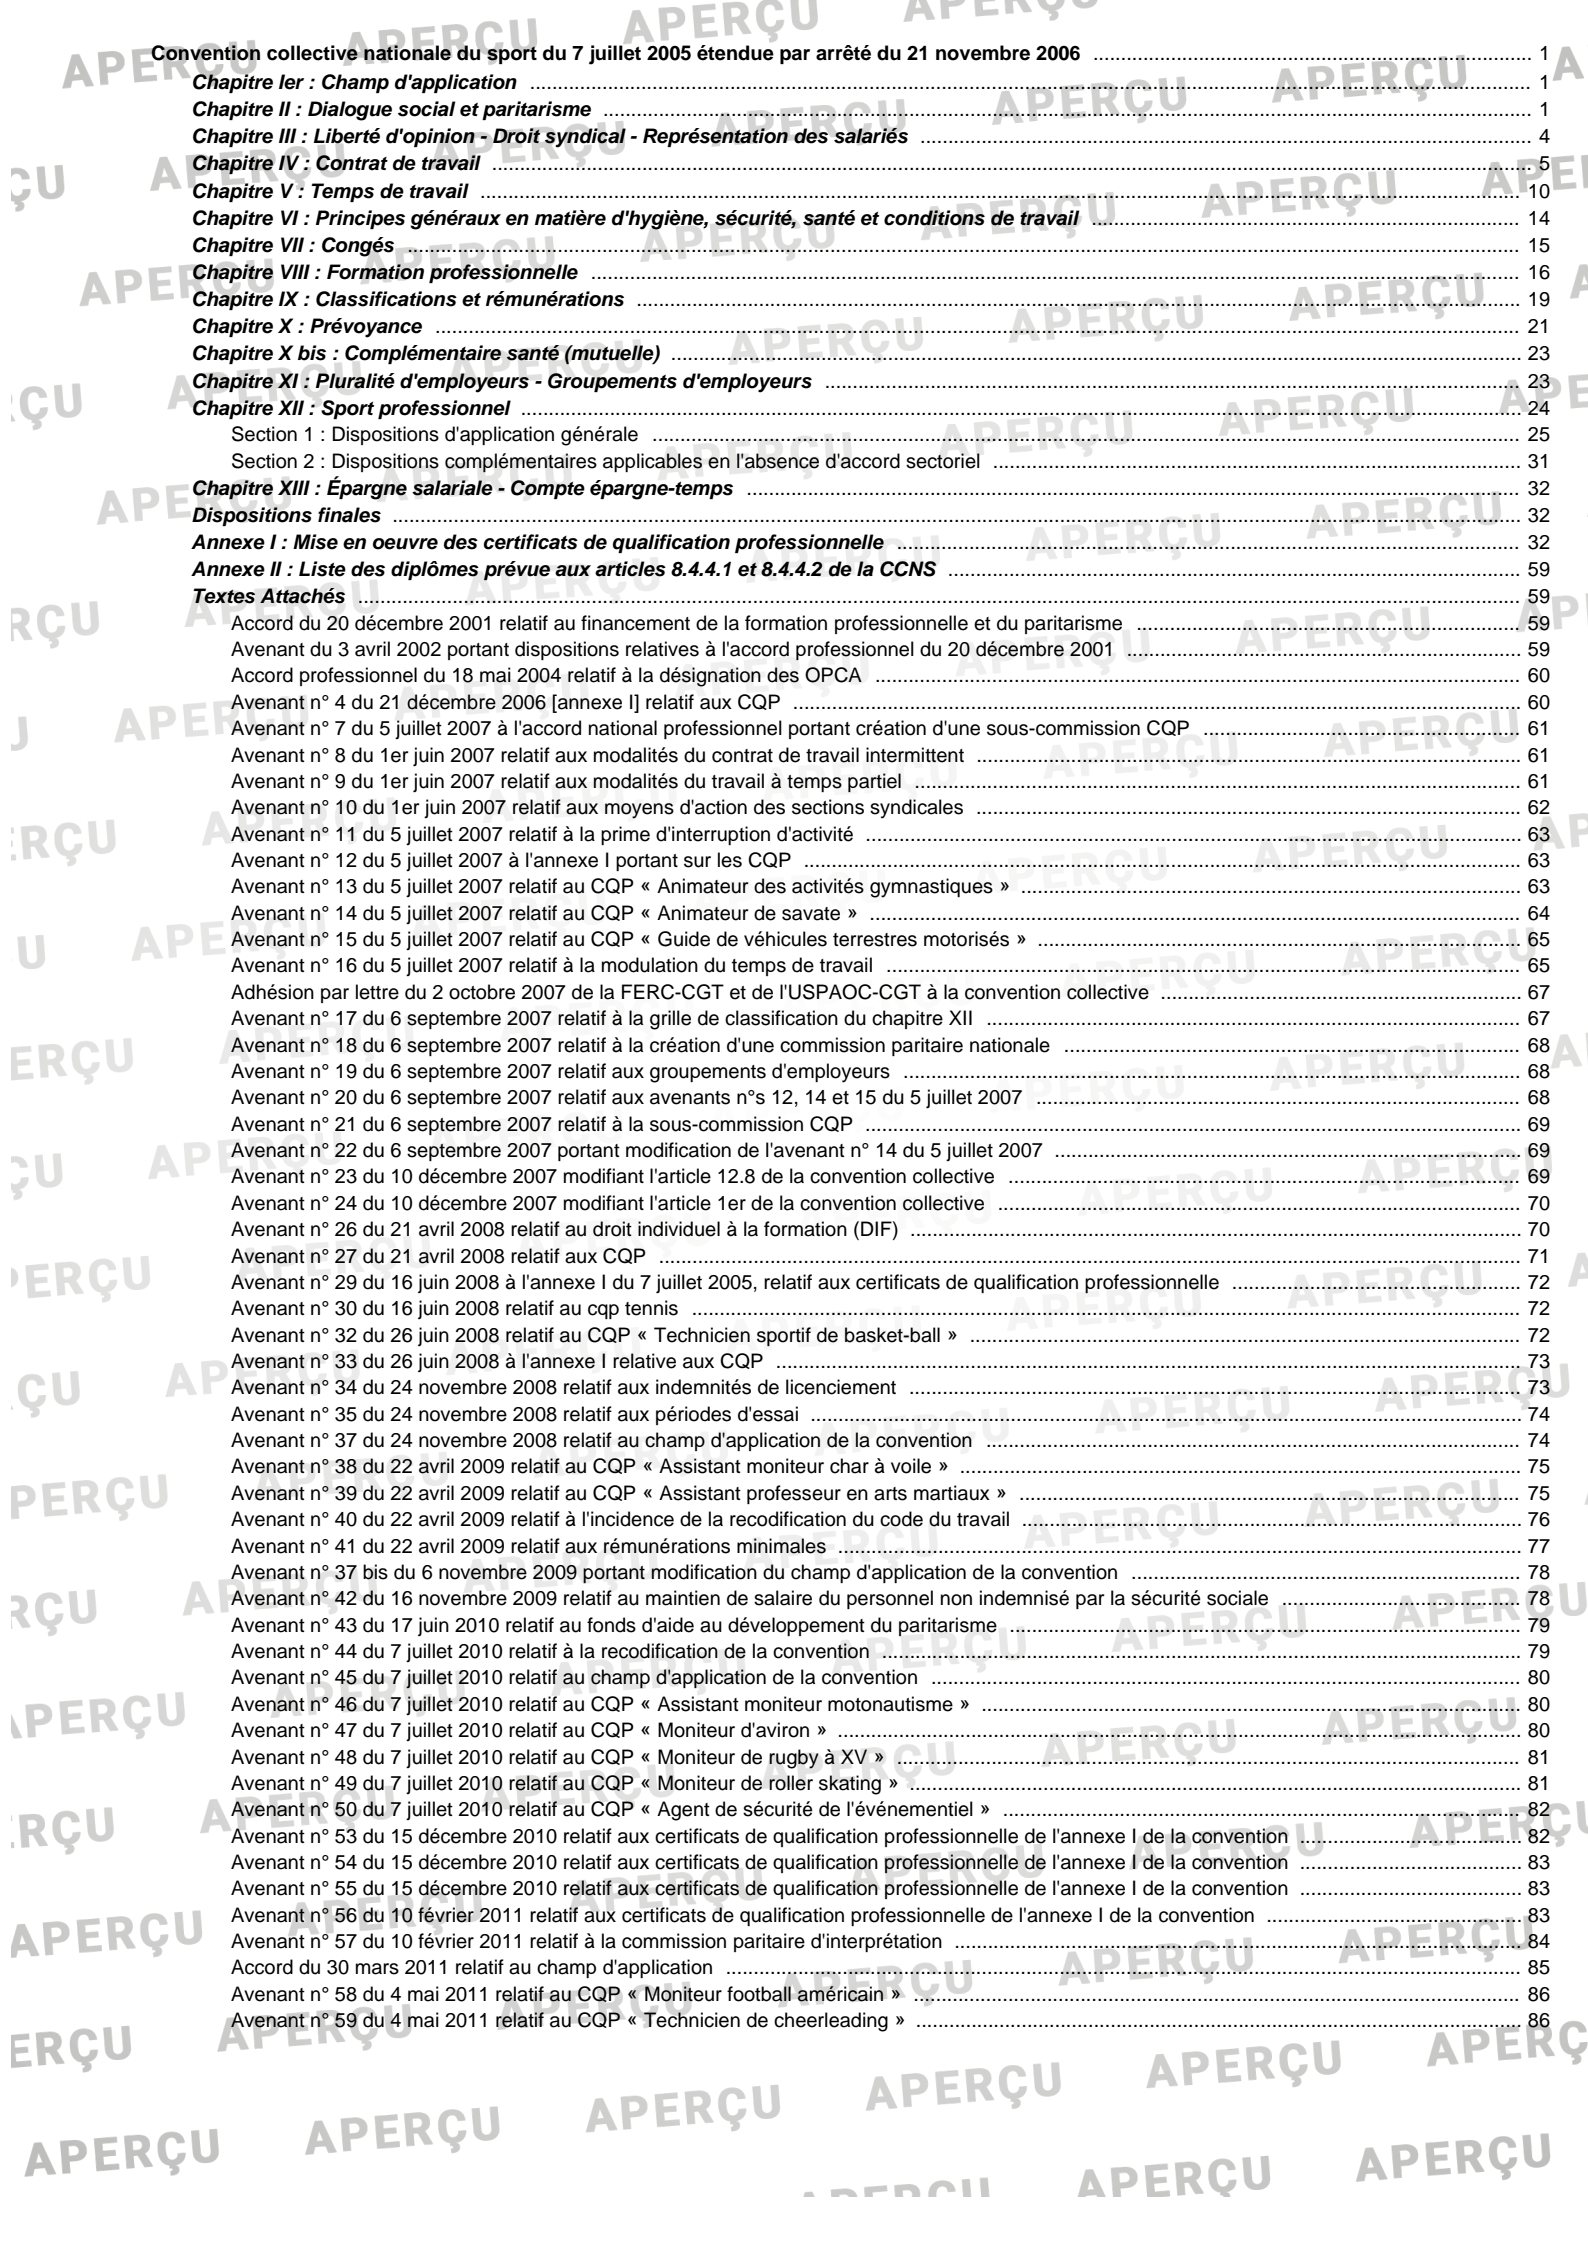 Convention collective nationale du sport du 7 juillet 2005 étendue par arrêté du 21 novembre 2006 1
Chapitre Ier : Champ d'application 1
Chapitre II : Dialogue social et paritarisme 1
Chapitre III : Liberté d'opinion - Droit syndical - Représentation des salariés 4
Chapitre IV : Contrat de travail 5
Chapitre V : Temps de travail 10
Chapitre VI : Principes généraux en matière d'hygiène, sécurité, santé et conditions de travail 14
Chapitre VII : Congés 15
Chapitre VIII : Formation professionnelle 16
Chapitre IX : Classifications et rémunérations 19
Chapitre X : Prévoyance 21
Chapitre X bis : Complémentaire santé (mutuelle) 23
Chapitre XI : Pluralité d'employeurs - Groupements d'employeurs 23
Chapitre XII : Sport professionnel 24
Section 1 : Dispositions d'application générale 25
Section 2 : Dispositions complémentaires applicables en l'absence d'accord sectoriel 31
Chapitre XIII : Épargne salariale - Compte épargne-temps 32
Dispositions finales 32
Annexe I : Mise en oeuvre des certificats de qualification professionnelle 32
Annexe II : Liste des diplômes prévue aux articles 8.4.4.1 et 8.4.4.2 de la CCNS 59
Textes Attachés 59
Accord du 20 décembre 2001 relatif au financement de la formation professionnelle et du paritarisme 59
Avenant du 3 avril 2002 portant dispositions relatives à l'accord professionnel du 20 décembre 2001 59
Accord professionnel du 18 mai 2004 relatif à la désignation des OPCA 60
Avenant n° 4 du 21 décembre 2006 [annexe I] relatif aux CQP 60
Avenant n° 7 du 5 juillet 2007 à l'accord national professionnel portant création d'une sous-commission CQP 61
Avenant n° 8 du 1er juin 2007 relatif aux modalités du contrat de travail intermittent 61
Avenant n° 9 du 1er juin 2007 relatif aux modalités du travail à temps partiel 61
Avenant n° 10 du 1er juin 2007 relatif aux moyens d'action des sections syndicales 62
Avenant n° 11 du 5 juillet 2007 relatif à la prime d'interruption d'activité 63
Avenant n° 12 du 5 juillet 2007 à l'annexe I portant sur les CQP 63
Avenant n° 13 du 5 juillet 2007 relatif au CQP « Animateur des activités gymnastiques » 63
Avenant n° 14 du 5 juillet 2007 relatif au CQP « Animateur de savate » 64
Avenant n° 15 du 5 juillet 2007 relatif au CQP « Guide de véhicules terrestres motorisés » 65
Avenant n° 16 du 5 juillet 2007 relatif à la modulation du temps de travail 65
Adhésion par lettre du 2 octobre 2007 de la FERC-CGT et de l'USPAOC-CGT à la convention collective 67
Avenant n° 17 du 6 septembre 2007 relatif à la grille de classification du chapitre XII 67
Avenant n° 18 du 6 septembre 2007 relatif à la création d'une commission paritaire nationale 68
Avenant n° 19 du 6 septembre 2007 relatif aux groupements d'employeurs 68
Avenant n° 20 du 6 septembre 2007 relatif aux avenants n°s 12, 14 et 15 du 5 juillet 2007 68
Avenant n° 21 du 6 septembre 2007 relatif à la sous-commission CQP 69
Avenant n° 22 du 6 septembre 2007 portant modification de l'avenant n° 14 du 5 juillet 2007 69
Avenant n° 23 du 10 décembre 2007 modifiant l'article 12.8 de la convention collective 69
Avenant n° 24 du 10 décembre 2007 modifiant l'article 1er de la convention collective 70
Avenant n° 26 du 21 avril 2008 relatif au droit individuel à la formation (DIF) 70
Avenant n° 27 du 21 avril 2008 relatif aux CQP 71
Avenant n° 29 du 16 juin 2008 à l'annexe I du 7 juillet 2005, relatif aux certificats de qualification professionnelle 72
Avenant n° 30 du 16 juin 2008 relatif au cqp tennis 72
Avenant n° 32 du 26 juin 2008 relatif au CQP « Technicien sportif de basket-ball » 72
Avenant n° 33 du 26 juin 2008 à l'annexe I relative aux CQP 73
Avenant n° 34 du 24 novembre 2008 relatif aux indemnités de licenciement 73
Avenant n° 35 du 24 novembre 2008 relatif aux périodes d'essai 74
Avenant n° 37 du 24 novembre 2008 relatif au champ d'application de la convention 74
Avenant n° 38 du 22 avril 2009 relatif au CQP « Assistant moniteur char à voile » 75
Avenant n° 39 du 22 avril 2009 relatif au CQP « Assistant professeur en arts martiaux » 75
Avenant n° 40 du 22 avril 2009 relatif à l'incidence de la recodification du code du travail 76
Avenant n° 41 du 22 avril 2009 relatif aux rémunérations minimales 77
Avenant n° 37 bis du 6 novembre 2009 portant modification du champ d'application de la convention 78
Avenant n° 42 du 16 novembre 2009 relatif au maintien de salaire du personnel non indemnisé par la sécurité sociale 78
Avenant n° 43 du 17 juin 2010 relatif au fonds d'aide au développement du paritarisme 79
Avenant n° 44 du 7 juillet 2010 relatif à la recodification de la convention 79
Avenant n° 45 du 7 juillet 2010 relatif au champ d'application de la convention 80
Avenant n° 46 du 7 juillet 2010 relatif au CQP « Assistant moniteur motonautisme » 80
Avenant n° 47 du 7 juillet 2010 relatif au CQP « Moniteur d'aviron » 80
Avenant n° 48 du 7 juillet 2010 relatif au CQP « Moniteur de rugby à XV » 81
Avenant n° 49 du 7 juillet 2010 relatif au CQP « Moniteur de roller skating » 81
Avenant n° 50 du 7 juillet 2010 relatif au CQP « Agent de sécurité de l'événementiel » 82
Avenant n° 53 du 15 décembre 2010 relatif aux certificats de qualification professionnelle de l'annexe I de la convention 82
Avenant n° 54 du 15 décembre 2010 relatif aux certificats de qualification professionnelle de l'annexe I de la convention 83
Avenant n° 55 du 15 décembre 2010 relatif aux certificats de qualification professionnelle de l'annexe I de la convention 83
Avenant n° 56 du 10 février 2011 relatif aux certificats de qualification professionnelle de l'annexe I de la convention 83
Avenant n° 57 du 10 février 2011 relatif à la commission paritaire d'interprétation 84
Accord du 30 mars 2011 relatif au champ d'application 85
Avenant n° 58 du 4 mai 2011 relatif au CQP « Moniteur football américain » 86
Avenant n° 59 du 4 mai 2011 relatif au CQP « Technicien de cheerleading » 86
APERÇU